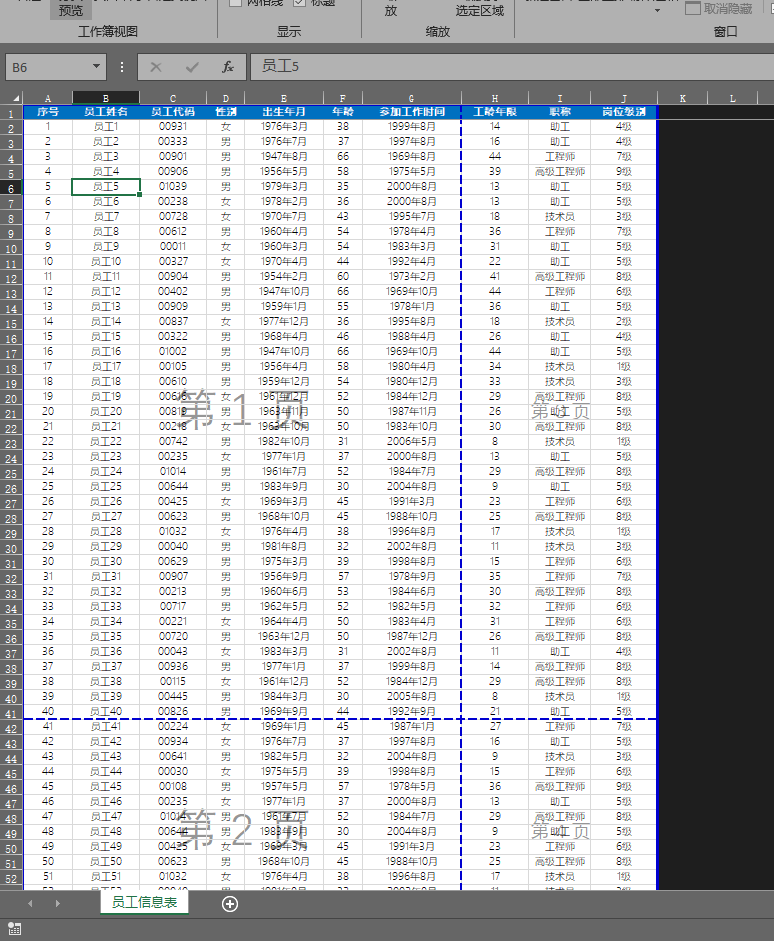 预览
网格线 标题
放
选定区域
取消隐藏
工作簿视图 显示 缩放 窗口
B6 fx 员工5
A B C D E F G H I J K L
1 序号 员工姓名 员工代码 性别 出生年月 年龄 参加工作时间 工龄年限 职称 岗位级别
2 1 员工1 00931 女 1976年3月 38 1999年8月 14 助工 4级
3 2 员工2 00333 男 1976年7月 37 1997年8月 16 助工 4级
4 3 员工3 00901 男 1947年8月 66 1969年8月 44 工程师 7级
5 4 员工4 00906 男 1956年5月 58 1975年5月 39 高级工程师 9级
6 5 员工5 01039 男 1979年3月 35 2000年8月 13 助工 5级
7 6 员工6 00238 女 1978年2月 36 2000年8月 13 助工 5级
8 7 员工7 00728 女 1970年7月 43 1995年7月 18 技术员 3级
9 8 员工8 00612 男 1960年4月 54 1978年4月 36 工程师 7级
10 9 员工9 00011 女 1960年3月 54 1983年3月 31 助工 5级
11 10 员工10 00327 女 1970年4月 44 1992年4月 22 助工 5级
12 11 员工11 00904 男 1954年2月 60 1973年2月 41 高级工程师 8级
13 12 员工12 00402 男 1947年10月 66 1969年10月 44 工程师 6级
14 13 员工13 00909 男 1959年1月 55 1978年1月 36 助工 5级
15 14 员工14 00837 女 1977年12月 36 1995年8月 18 技术员 2级
16 15 员工15 00322 男 1968年4月 46 1988年4月 26 助工 4级
17 16 员工16 01002 男 1947年10月 66 1969年10月 44 助工 5级
18 17 员工17 00105 男 1956年4月 58 1980年4月 34 技术员 1级
19 18 员工18 00610 男 1959年12月 54 1980年12月 33 技术员 3级
20 19 员工19 00616 女 1961年12月 52 1984年12月 29 高级工程师 8级
21 20 员工20 男 1963年11月 50 1987年11月 26 助工 5级
第 1 页
22 21 员工21 女 1963年10月 50 1983年10月 30 高级工程师 8级
23 22 员工22 00742 男 1982年10月 31 2006年5月 8 技术员 1级
24 23 员工23 00235 女 1977年1月 37 2000年8月 13 助工 5级
25 24 员工24 01014 男 1961年7月 52 1984年7月 29 高级工程师 8级
26 25 员工25 00644 男 1983年9月 30 2004年8月 9 助工 5级
27 26 员工26 00425 女 1969年3月 45 1991年3月 23 工程师 6级
28 27 员工27 00623 男 1968年10月 45 1988年10月 25 高级工程师 8级
29 28 员工28 01032 女 1976年4月 38 1996年8月 17 技术员 1级
30 29 员工29 00040 男 1981年8月 32 2002年8月 11 技术员 3级
31 30 员工30 00629 男 1975年3月 39 1998年8月 15 工程师 6级
32 31 员工31 00907 男 1956年9月 57 1978年9月 35 工程师 7级
33 32 员工32 00213 男 1960年6月 53 1984年6月 30 高级工程师 8级
34 33 员工33 00717 男 1962年5月 52 1982年5月 32 工程师 6级
35 34 员工34 00221 女 1964年4月 50 1983年4月 31 工程师 6级
36 35 员工35 00720 男 1963年12月 50 1987年12月 26 高级工程师 8级
37 36 员工36 00043 女 1983年3月 31 2002年8月 11 助工 4级
38 37 员工37 00936 男 1977年1月 37 1999年8月 14 高级工程师 8级
39 38 员工38 00115 女 1961年12月 52 1984年12月 29 高级工程师 8级
40 39 员工39 00445 男 1984年3月 30 2005年8月 8 技术员 1级
41 40 员工40 00826 男 1969年9月 44 1992年9月 21 助工 5级
42 41 员工41 00224 女 1969年1月 45 1987年1月 27 工程师 7级
43 42 员工42 00934 女 1976年7月 37 1997年8月 16 助工 5级
44 43 员工43 00641 男 1982年5月 32 2004年8月 9 技术员 3级
45 44 员工44 00030 女 1975年5月 39 1998年8月 15 工程师 6级
46 45 员工45 00108 男 1957年5月 57 1978年5月 36 高级工程师 9级
47 46 员工46 00235 女 1977年1月 37 2000年8月 13 助工 5级
48 47 员工47 01014 男 1961年7月 52 1984年7月 29 高级工程师 8级
49 48 员工48 00644 男 1983年9月 30 2004年8月 9 助工 5级
第 2 页
50 49 员工49 00425 女 1969年3月 45 1991年3月 23 工程师 6级
51 50 员工50 00623 男 1968年10月 45 1988年10月 25 高级工程师 8级
52 51 员工51 01032 女 1976年4月 38 1996年8月 17 技术员 1级
员工信息表